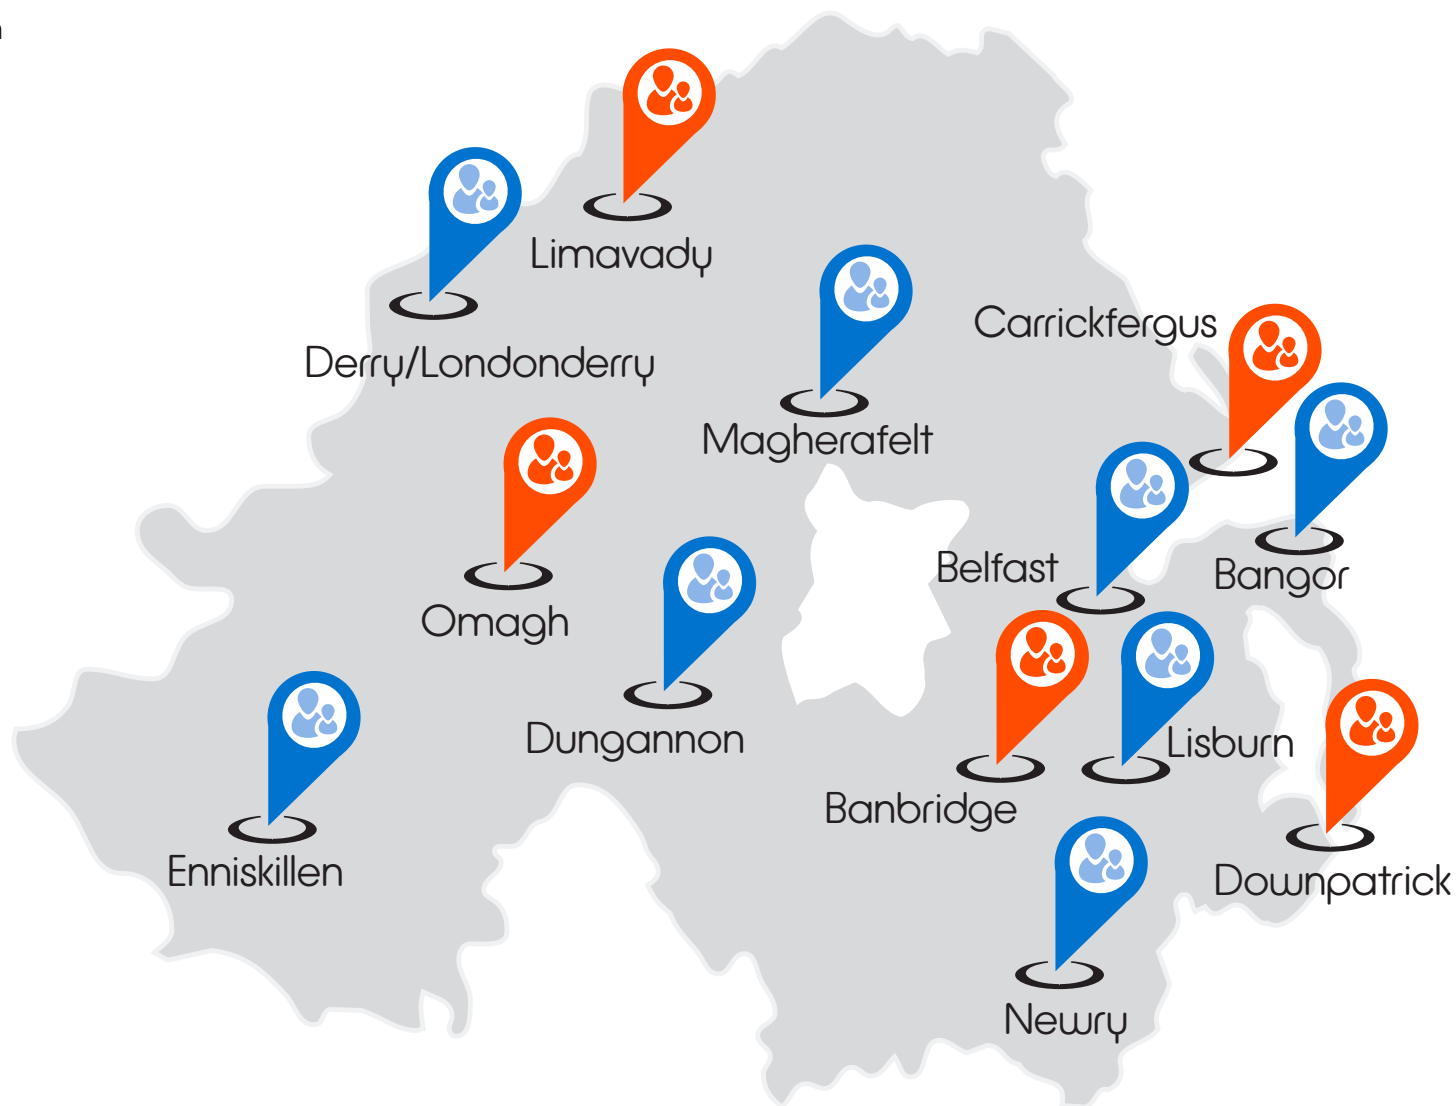 Limavady
Carrickfergus
Derry/Londonderry
Magherafelt
Belfast
Bangor
Omagh
Dungannon
Lisburn
Banbridge
Enniskillen
Downpatrick
Newry